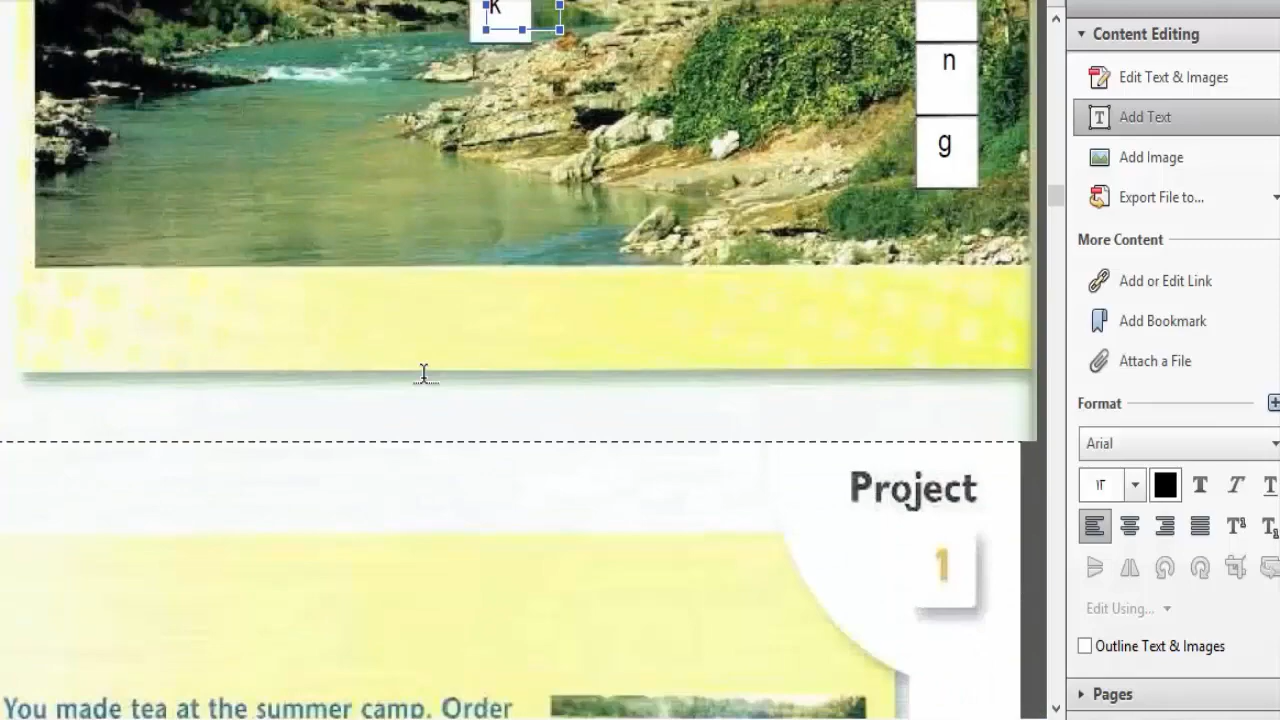 k
n
g
Project
1
You made tea at the summer camp. Order
Content Editing
Edit Text & Images
Add Text
Add Image
Export File to...
More Content
Add or Edit Link
Add Bookmark
Attach a File
Format
Arial
١٢
Edit Using...
Outline Text & Images
Pages